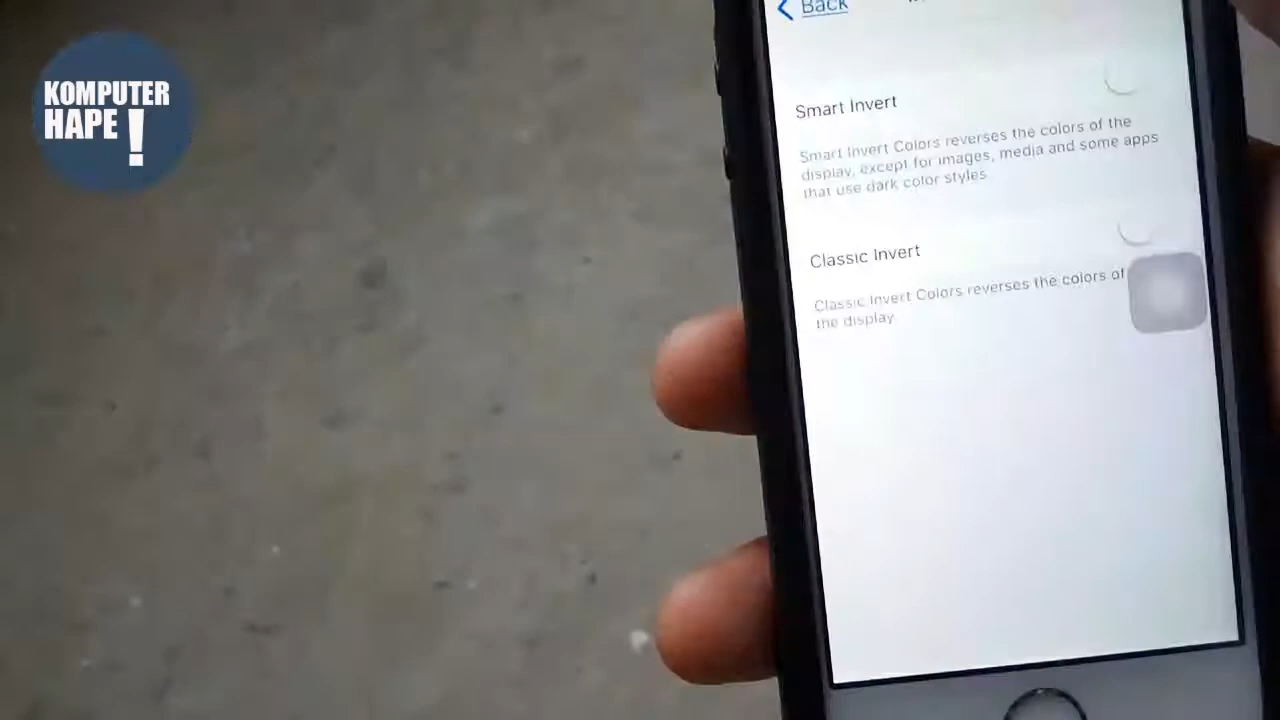 KOMPUTER
HAPE !
Back
Smart Invert
Smart Invert Colors reverses the colors of the
display, except for images, media and some apps
that use dark color styles
Classic Invert
Classic Invert Colors reverses the colors of
the display.